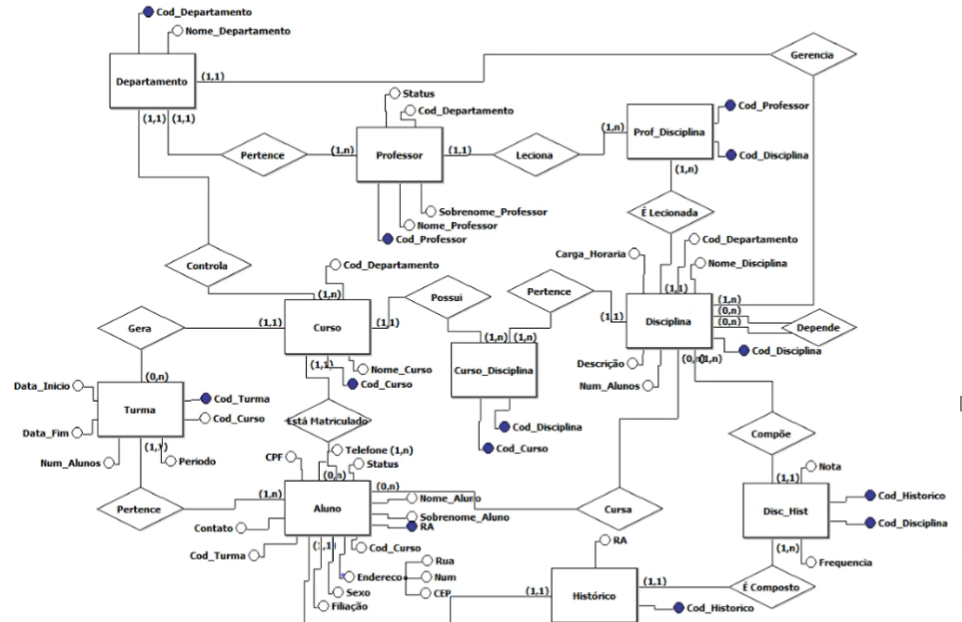 Cod_Departamento
Nome_Departamento
Departamento
(1,1)
Gerencia
(1,1)
(1,1)
Status
Cod_Departamento
Pertence
(1,n)
Professor
(1,1)
Leciona
(1,n)
Prof_Disciplina
Cod_Professor
Cod_Disciplina
(1,n)
Sobrenome_Professor
Nome_Professor
Cod_Professor
É Lecionada
Controla
Cod_Departamento
(1,n)
Carga_Horaria
Cod_Departamento
Nome_Disciplina
Possui
Pertence
(1,1)
(1,1)
Disciplina
(1,n)
(0,n)
(0,n)
Depende
Cod_Disciplina
Gera
(1,1)
Curso
(1,1)
(1,n)
(1,n)
Curso_Disciplina
Descrição
Num_Alunos
(1,n)
(1,1)
Nome_Curso
Cod_Curso
Cod_Disciplina
Cod_Curso
(0,n)
Data_Inicio
Turma
Cod_Turma
Cod_Curso
Data_Fim
Num_Alunos
Periodo
Está Matriculado
Compõe
CPF
Telefone (1,n)
Status
(0,n)
(0,n)
Pertence
(1,n)
Aluno
Nome_Aluno
Sobrenome_Aluno
RA
Contato
Cod_Turma
Cod_Curso
Cursa
(1,1)
Nota
Disc_Hist
Cod_Historico
Cod_Disciplina
(1,n)
Frequencia
Endereco
Rua
Num
CEP
Sexo
Filiação
RA
(1,1)
Histórico
(1,1)
É Composto
Cod_Historico